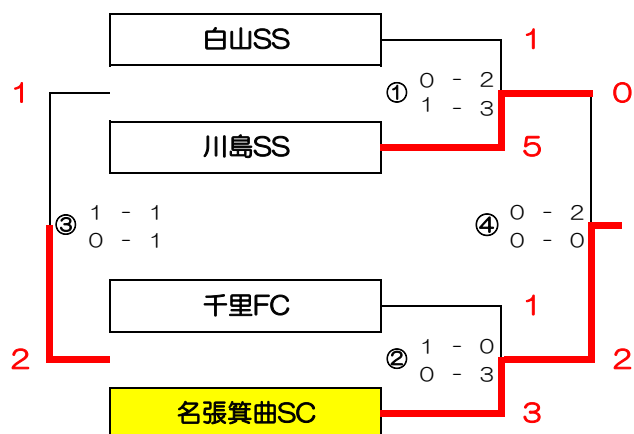 白山SS
1
① 0 - 2
1 - 3
1
0
川島SS
5
③ 1 - 1
0 - 1
④ 0 - 2
0 - 0
千里FC
1
② 1 - 0
0 - 3
2
2
名張箕曲SC
3